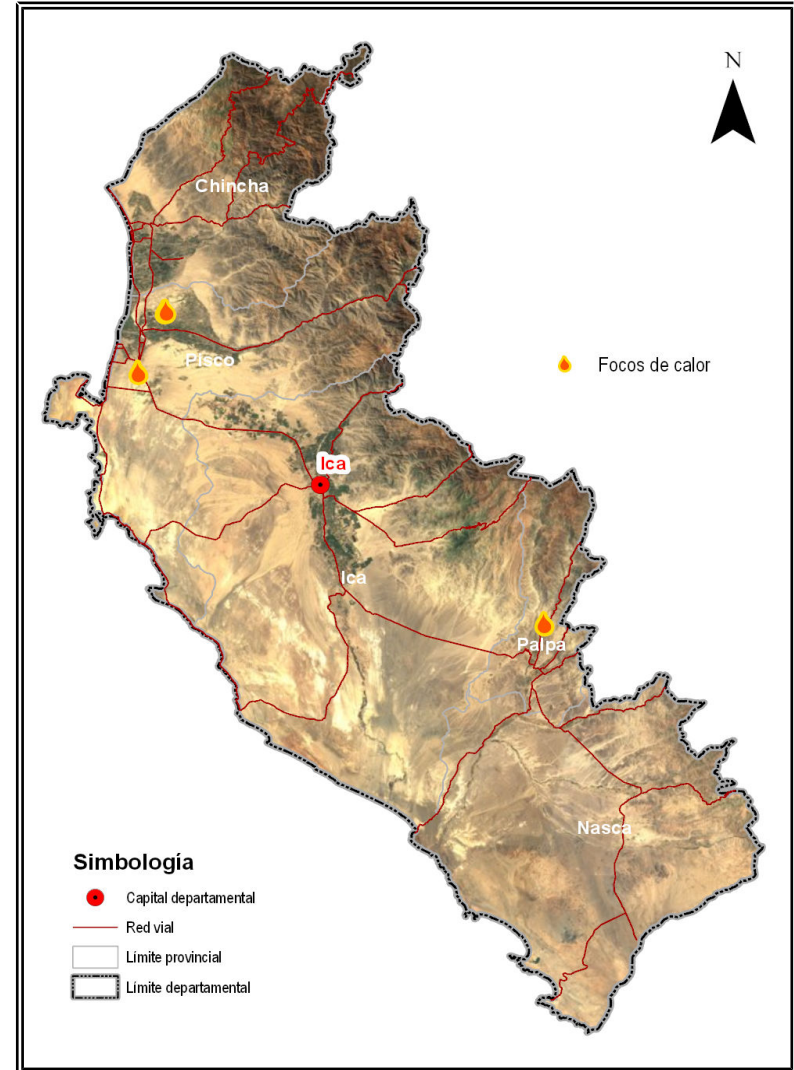 N
Chincha
Pisco
Focos de calor
Ica
Ica
Palpa
Nasca
Simbología
Capital departamental
Red vial
Límite provincial
Límite departamental